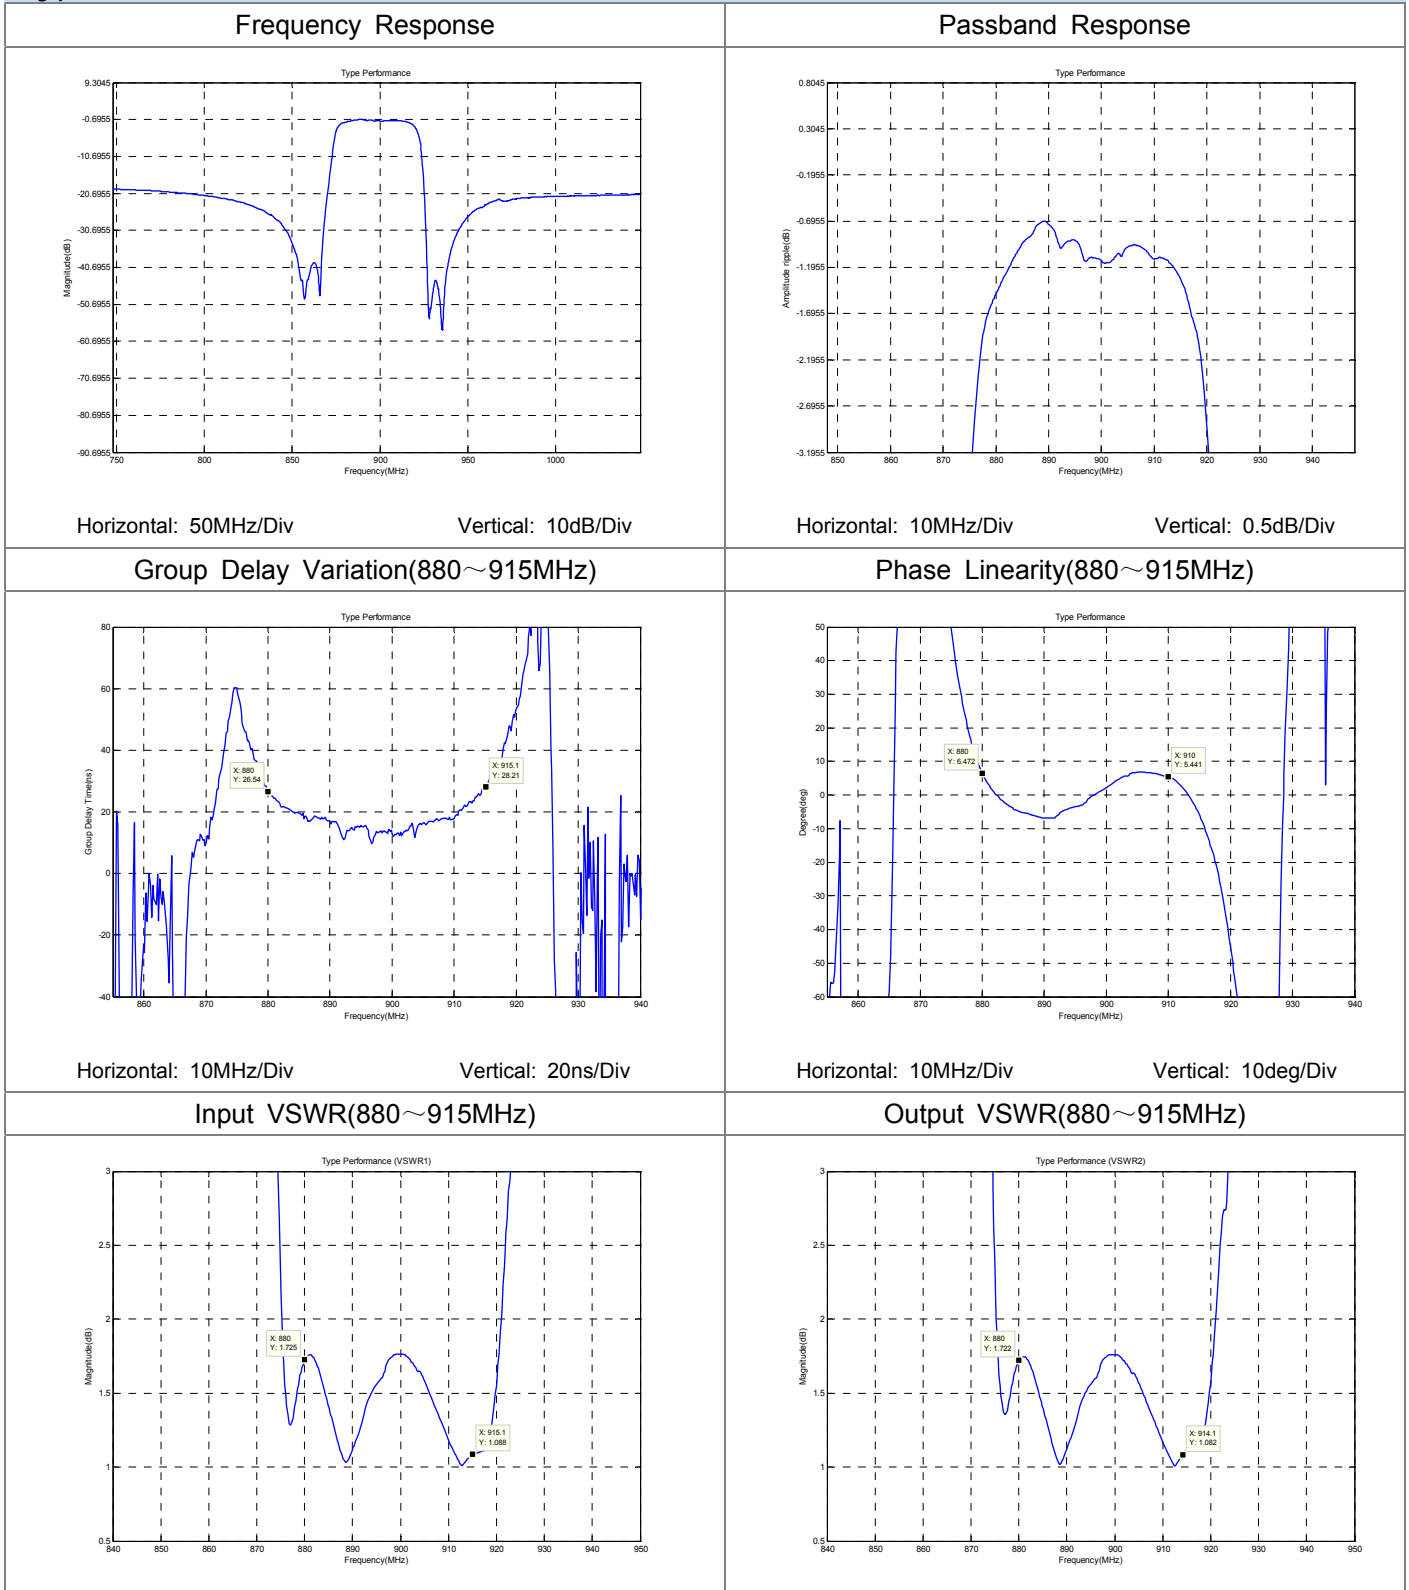 Frequency Response
Passband Response
Type Performance
9.3045
-0.6955
-10.6955
-20.6955
-30.6955
-40.6955
-50.6955
-60.6955
-70.6955
-80.6955
-90.6955
Magnitude(dB)
750 800 850 900 950 1000
Frequency(MHz)
Horizontal: 50MHz/Div Vertical: 10dB/Div
Type Performance
0.8045
0.3045
-0.1955
-0.6955
-1.1955
-1.6955
-2.1955
-2.6955
-3.1955
Amplitude ripple(dB)
850 860 870 880 890 900 910 920 930 940
Frequency(MHz)
Horizontal: 10MHz/Div Vertical: 0.5dB/Div
Group Delay Variation(880～915MHz)
Phase Linearity(880～915MHz)
Type Performance
80
60
40
20
0
-20
-40
Group Delay Time(ns)
X: 880
Y: 26.54
X: 915.1
Y: 28.21
860 870 880 890 900 910 920 930 940
Frequency(MHz)
Horizontal: 10MHz/Div Vertical: 20ns/Div
Type Performance
50
40
30
20
10
0
-10
-20
-30
-40
-50
-60
Degree(deg)
X: 880
Y: 6.472
X: 910
Y: 5.441
860 870 880 890 900 910 920 930 940
Frequency(MHz)
Horizontal: 10MHz/Div Vertical: 10deg/Div
Input VSWR(880～915MHz)
Output VSWR(880～915MHz)
Type Performance (VSWR1)
3
2.5
2
1.5
1
0.5
Magnitude(dB)
X: 880
Y: 1.725
X: 915.1
Y: 1.088
840 850 860 870 880 890 900 910 920 930 940 950
Frequency(MHz)
Type Performance (VSWR2)
3
2.5
2
1.5
1
0.5
Magnitude(dB)
X: 880
Y: 1.722
X: 914.1
Y: 1.082
840 850 860 870 880 890 900 910 920 930 940 950
Frequency(MHz)